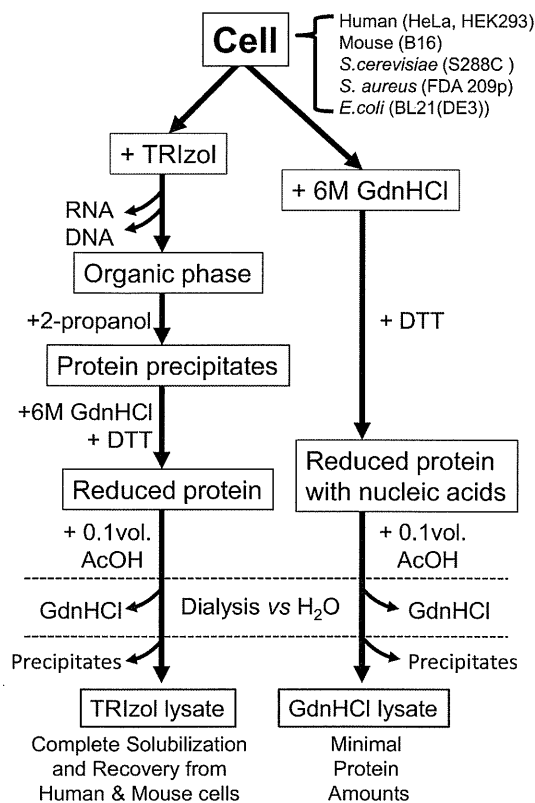 Cell
Human (HeLa, HEK293)
Mouse (B16)
S.cerevisiae (S288C )
S. aureus (FDA 209p)
E.coli (BL21(DE3))
+ TRIzol
RNA
DNA
Organic phase
+2-propanol
Protein precipitates
+6M GdnHCl
+ DTT
Reduced protein
+ 0.1vol.
AcOH
+ 6M GdnHCl
+ DTT
Reduced protein
with nucleic acids
+ 0.1vol.
AcOH
GdnHCl
Dialysis vs H₂O
GdnHCl
Precipitates
Precipitates
TRIzol lysate
Complete Solubilization
and Recovery from
Human & Mouse cells
GdnHCl lysate
Minimal
Protein
Amounts